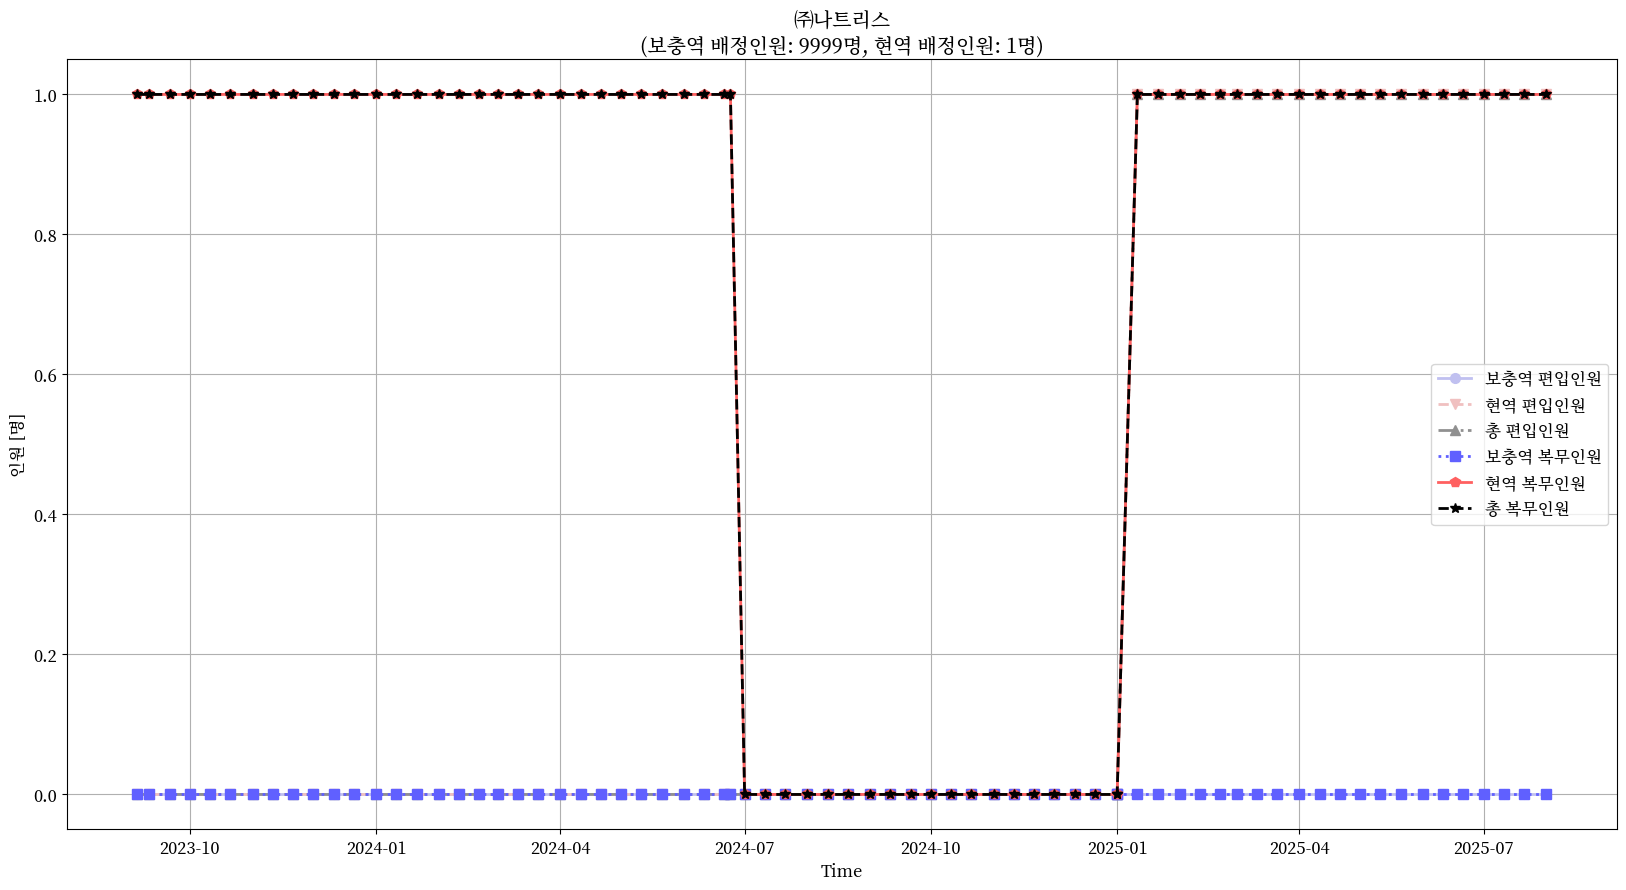 ㈜나트리스
(보충역 배정인원: 9999명, 현역 배정인원: 1명)
인원 [명]
1.0
0.8
0.6
0.4
0.2
0.0
보충역 편입인원
현역 편입인원
총 편입인원
보충역 복무인원
현역 복무인원
총 복무인원
2023-10
2024-01
2024-04
2024-07
2024-10
2025-01
2025-04
2025-07
Time